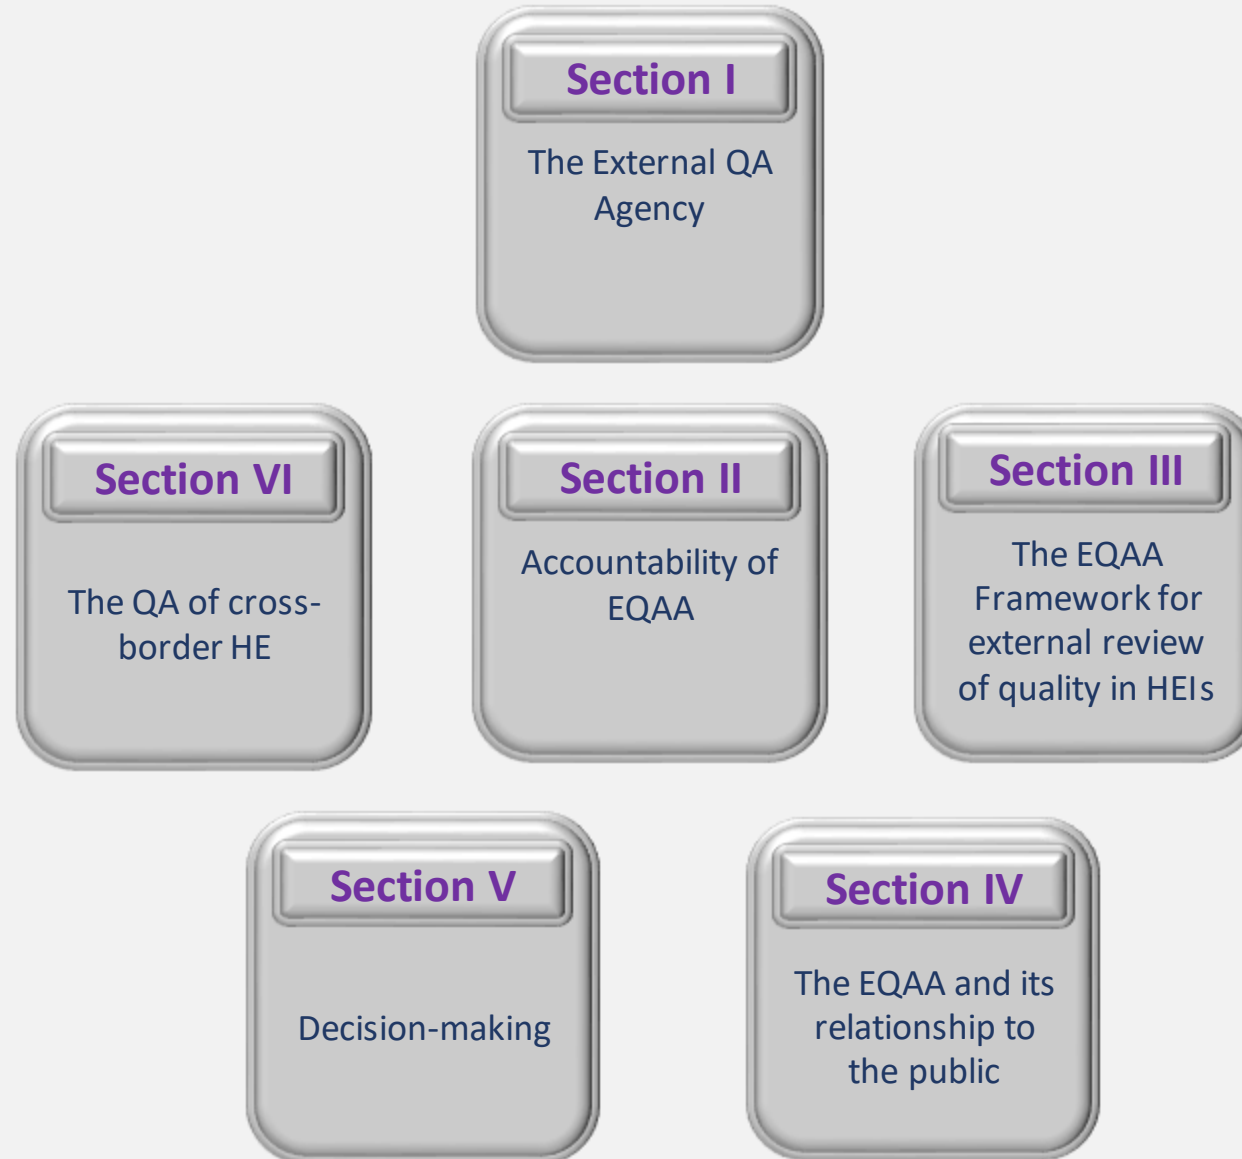 Section I
The External QA
Agency
Section VI
The QA of cross-
border HE
Section II
Accountability of
EQAA
Section III
The EQAA
Framework for
external review
of quality in HEIs
Section V
Decision-making
Section IV
The EQAA and its
relationship to
the public